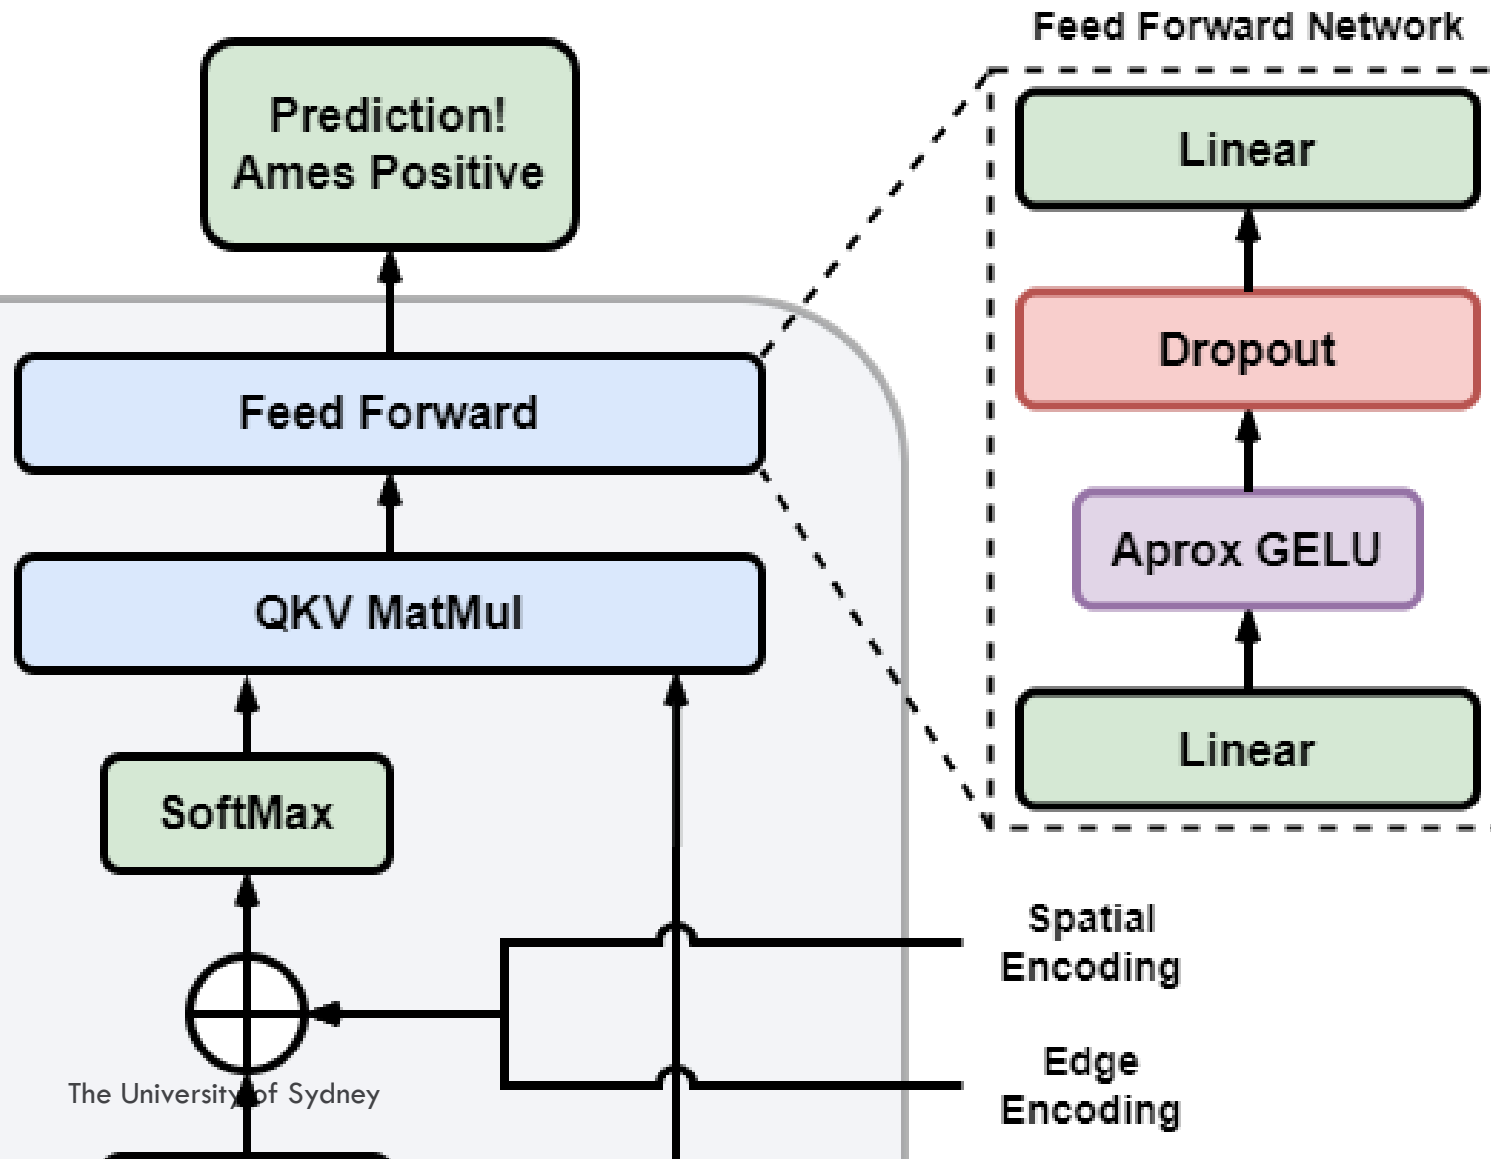 Feed Forward Network
Prediction!
Ames Positive
Linear
Dropout
Feed Forward
Aprox GELU
QKV MatMul
Linear
SoftMax
Spatial
Encoding
Edge
Encoding
The University of Sydney